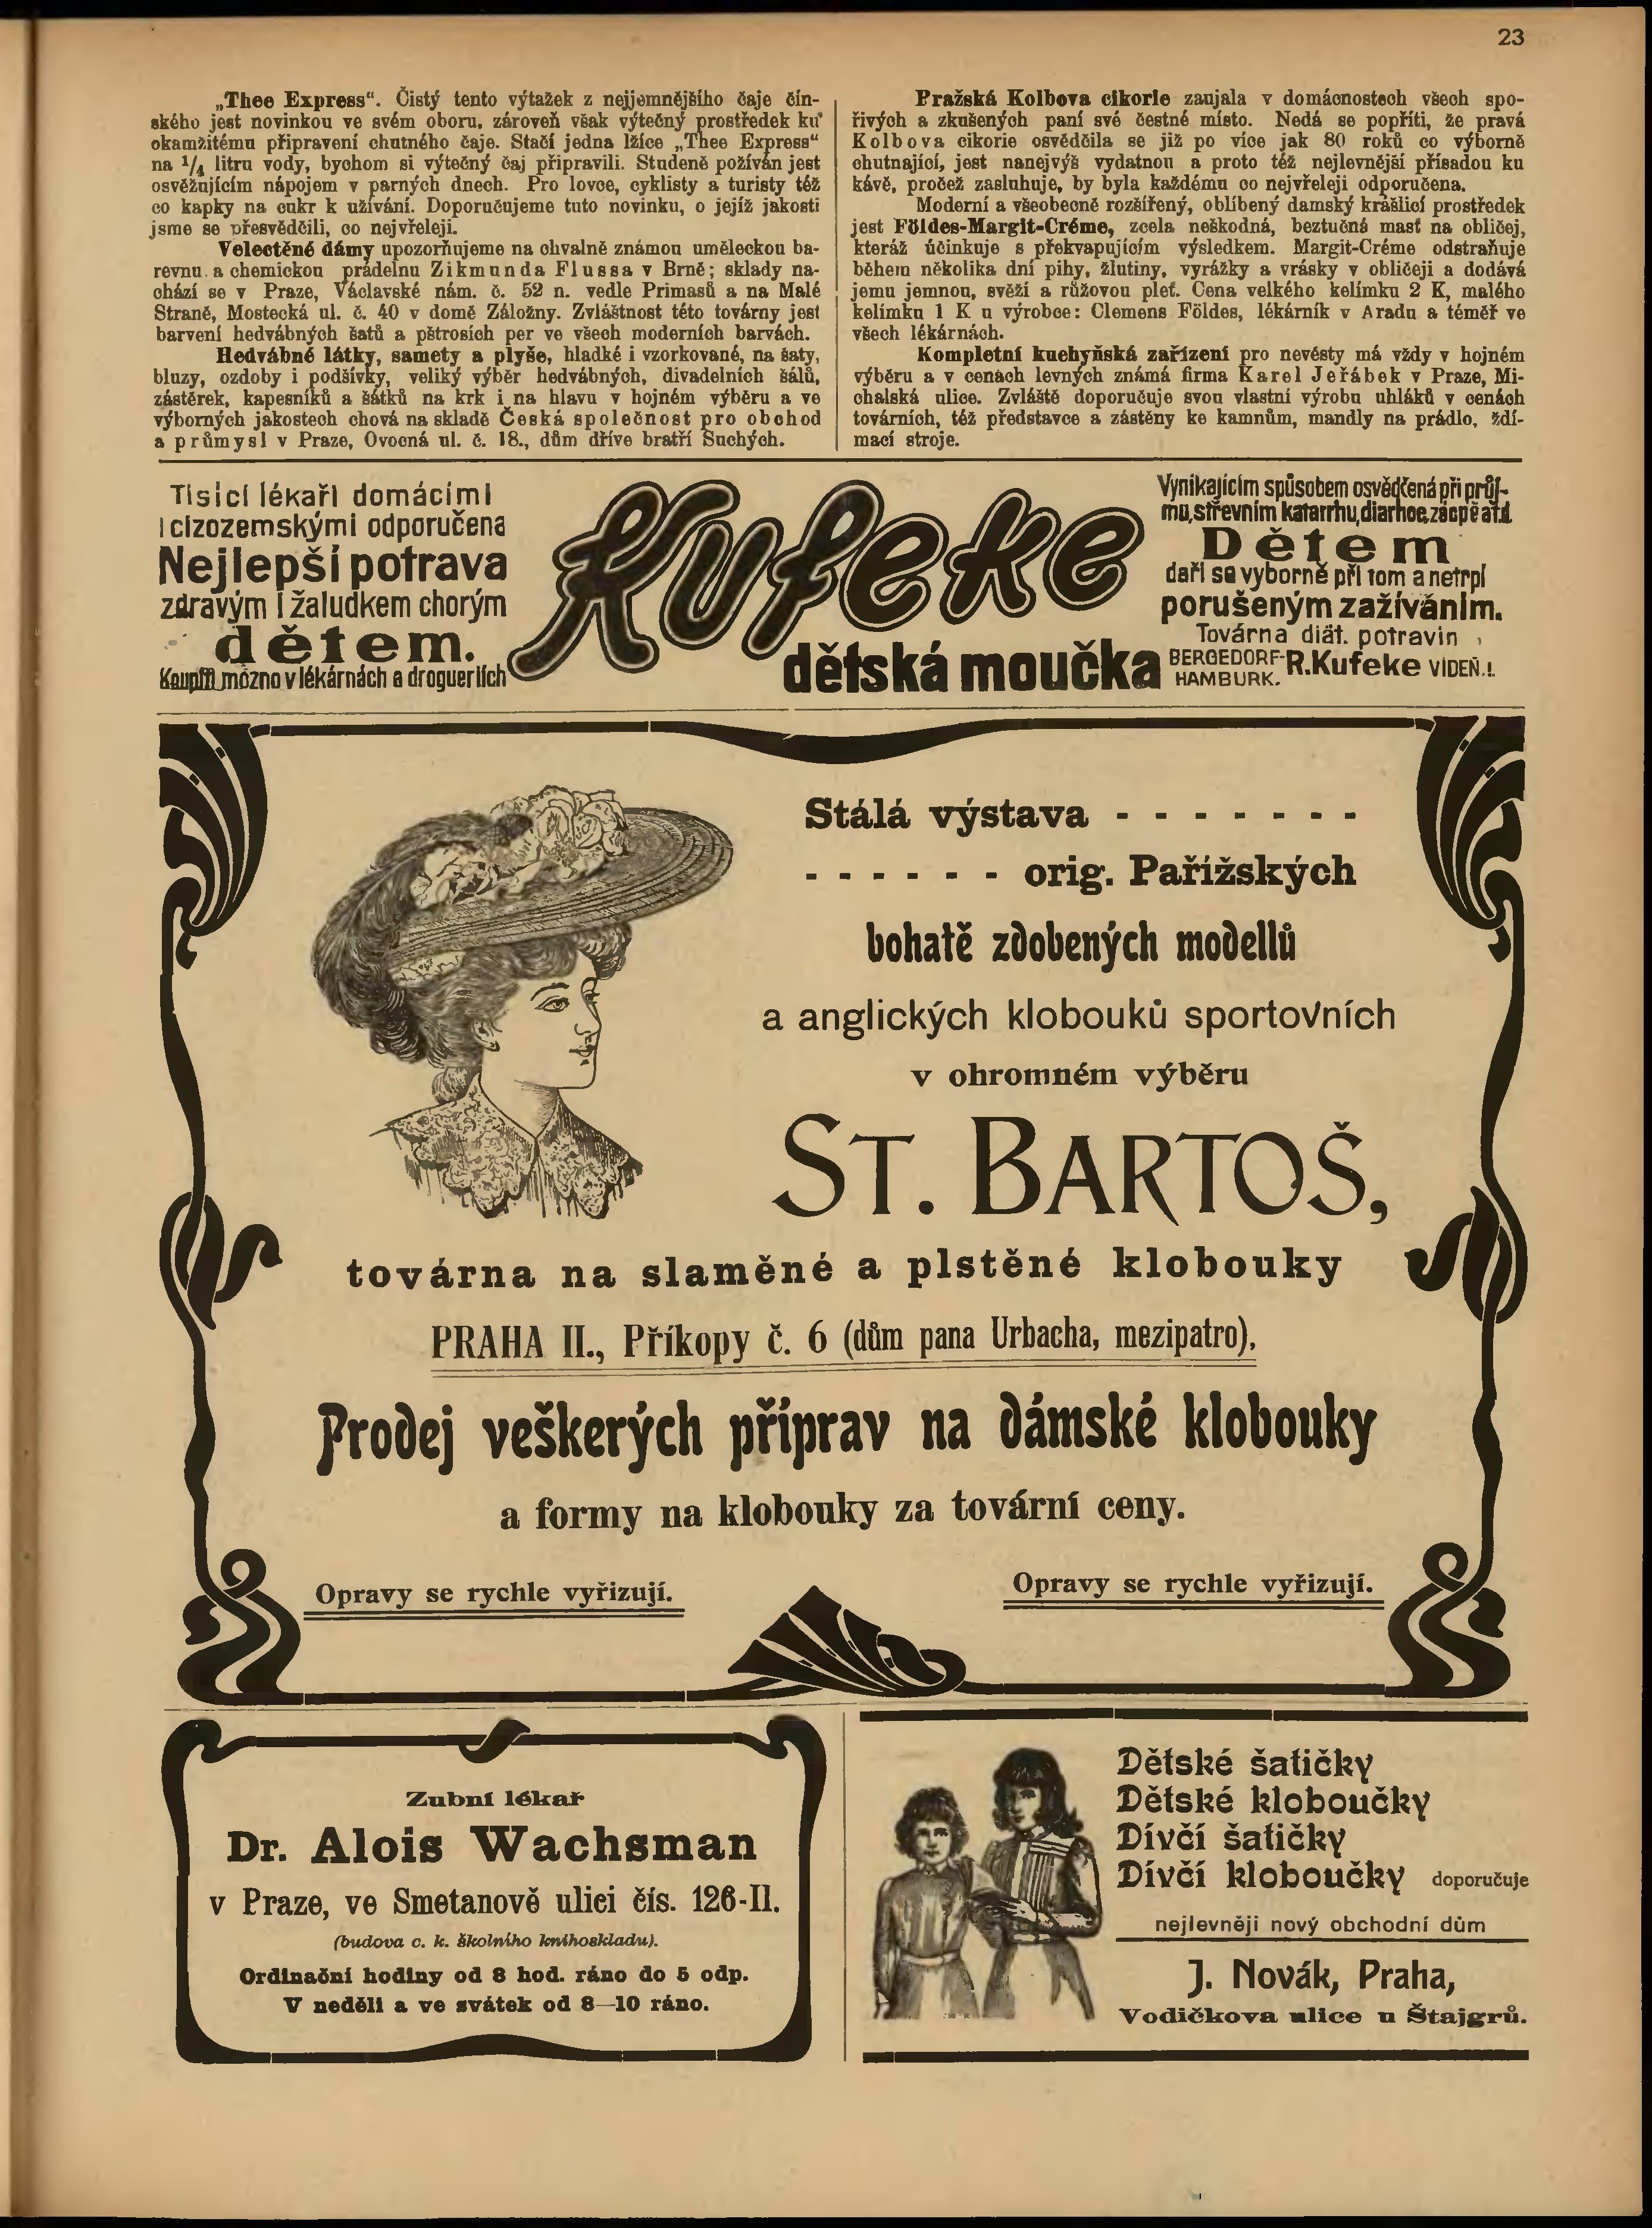 23
„Thee Express“. Čistý tento výtažek z nejjemnějšího čaje čín-
ského jest novinkou ve svém oboru, zároveň však výtečný prostředek ku
okamžitému připravení chutného čaje. Stačí jedna lžíce „Thee Express“
na 1/4 litru vody, bychom si výtečný čaj připravili. Studeně požíván jest
osvěžujícím nápojem v parných dnech. Pro lovce, cyklisty a turisty též
co kapky na cukr k užívání. Doporučujeme tuto novinku, o jejíž jakosti
jsme se přesvědčili, co nejvřeleji.
Velectěné dámy upozorňujeme na chvalně známou uměleckou ba-
revnu a chemickou prádelnu Zikmunda Flussa v Brně; sklady na-
chází se v Praze, Václavské nám. č. 52 n. vedle Primasů a na Malé
Straně, Mostecká ul. č. 40 v domě Záložny. Zvláštnost této továrny jest
barvení hedvábných šatů a pštrosích per ve všech moderních barvách.
Hedvábné látky, samety a plyše, hladké i vzorkované, na šaty,
bluzy, ozdoby i podšívky, veliký výběr hedvábných, divadelních šálů,
zástěrek, kapesníků a šátků na krk i na hlavu v hojném výběru a ve
výborných jakostech chová na skladě Česká společnost pro obchod
a průmysl v Praze, Ovocná ul. č. 18., dům dříve bratří Suchých.
Pražská Kolbova cikorie zaujala v domácnostech všech spo-
řivých a zkušených paní své čestné místo. Nedá se popříti, že pravá
Kolbova cikorie osvědčila se již po více jak 80 roků co výborně
chutnající, jest nanejvýš vydatnou a proto též nejlevnější přísadou ku
kávě, pročež zasluhuje, by byla každému co nejvřeleji odporučena.
Moderní a všeobecně rozšířený, oblíbený damský krášlicí prostředek
jest Földes-Margit-Créme, zcela neškodná, beztučná mast na obličej,
kteráž účinkuje s překvapujícím výsledkem. Margit-Créme odstraňuje
během několika dní pihy, žlutiny, vyrážky a vrásky v obličeji a dodává
jemu jemnou, svěží a růžovou pleť. Cena velkého kelímku 2 K, malého
kelímku 1 K u výrobce: Clemens Földes, lékárník v Aradu a téměř ve
všech lékárnách.
Kompletní kuchyňská zařízení pro nevěsty má vždy v hojném
výběru a v cenách levných známá firma Karel Jeřábek v Praze, Mi-
chalská ulice. Zvláště doporučuje svou vlastní výrobu uhláků v cenách
továrních, též představce a zástěny ke kamnům, mandly na prádlo, ždí-
mací stroje.
Tisíci lékaři domácími
i cizozemskými odporučena
Nejlepší potrava
zdravým i žaludkem chorým
dětem.
Koupiti možno v lékárnách a drogueriích
Kufeke
dětská moučka
Vynikajícím spůsobem osvědčená při průj-
mu, střevním katarrhu, diarhoe, zácpě atd.
Dětem
daří se vyborně při tom a netrpí
porušeným zažíváním.
Továrna diät. potravin
BERGEDORF-
HAMBURK. R. Kufeke VÍDEŇ. I.
Stálá výstava - - - - - - -
- - - - - - orig. Pařížských
bohatě zdobených modellů
a anglických klobouků sportovních
v ohromném výběru
ST. BARTOŠ,
továrna na slaměné a plstěné klobouky
PRAHA II., Příkopy č. 6 (dům pana Urbacha, mezipatro),
Prodej veškerých příprav na dámské klobouky
a formy na klobouky za tovární ceny.
Opravy se rychle vyřizují.
Opravy se rychle vyřizují.
Zubní lékař
Dr. Alois Wachsman
v Praze, ve Smetanově ulici čís. 126-II.
(budova c. k. školního knihoskladu).
Ordinační hodiny od 8 hod. ráno do 5 odp.
V neděli a ve svátek od 8—10 ráno.
Dětské šatičky
Dětské kloboučky
Dívčí šatičky
Dívčí kloboučky doporučuje
nejlevněji nový obchodní dům
J. Novák, Praha,
Vodičkova ulice u Štajgrů.